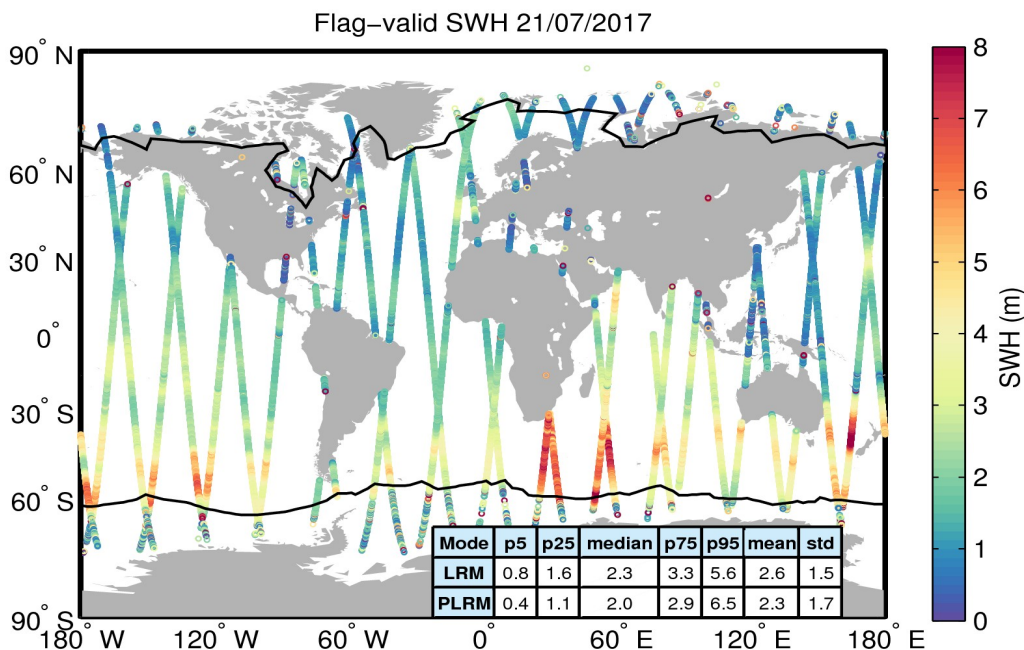 Flag−valid SWH 21/07/2017
90° N
60° N
30° N
0°
30° S
60° S
90° S
180° W
120° W
60° W
0°
60° E
120° E
180° E
Mode p5 p25 median p75 p95 mean std
LRM 0.8 1.6 2.3 3.3 5.6 2.6 1.5
PLRM 0.4 1.1 2.0 2.9 6.5 2.3 1.7
8
7
6
5
4
3
2
1
0
SWH (m)